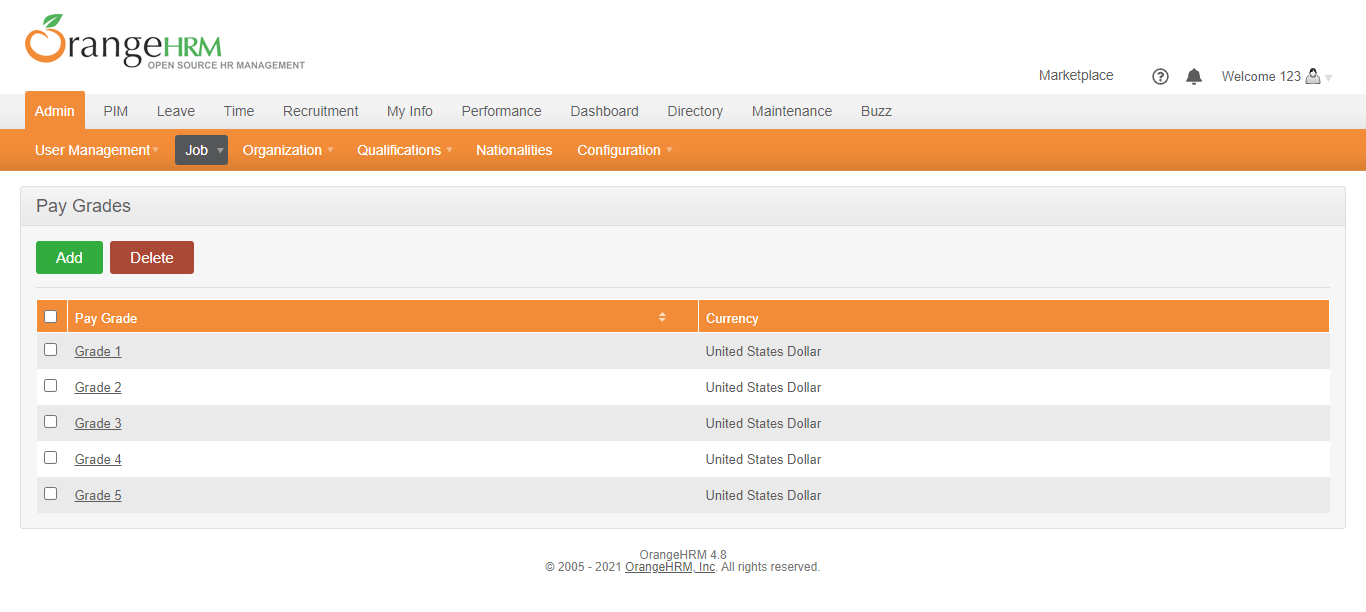 OrangeHRM
OPEN SOURCE HR MANAGEMENT
Marketplace ? Welcome 123
Admin PIM Leave Time Recruitment My Info Performance Dashboard Directory Maintenance Buzz
User Management Job Organization Qualifications Nationalities Configuration
Pay Grades
Add Delete
Pay Grade Currency
Grade 1 United States Dollar
Grade 2 United States Dollar
Grade 3 United States Dollar
Grade 4 United States Dollar
Grade 5 United States Dollar
OrangeHRM 4.8
© 2005 - 2021 OrangeHRM, Inc. All rights reserved.